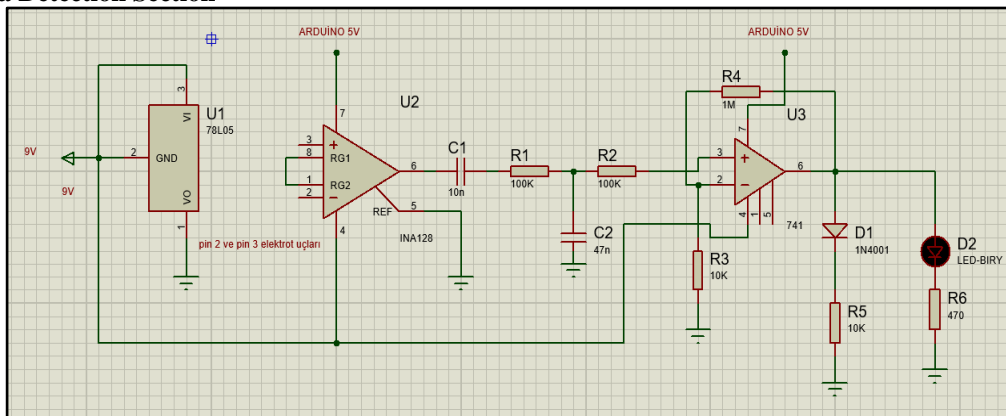 ARDUİNO 5V
ARDUİNO 5V
9V
9V
3
VI
U1
78L05
2
GND
VO
1
pin 2 ve pin 3 elektrot uçları
7
U2
3
8
RG1
1
RG2
2
6
REF
5
4
INA128
C1
10n
R1
100K
C2
47n
R2
100K
R3
10K
R4
1M
7
U3
3
2
6
4
1
5
741
D1
1N4001
R5
10K
D2
LED-BIRY
R6
470